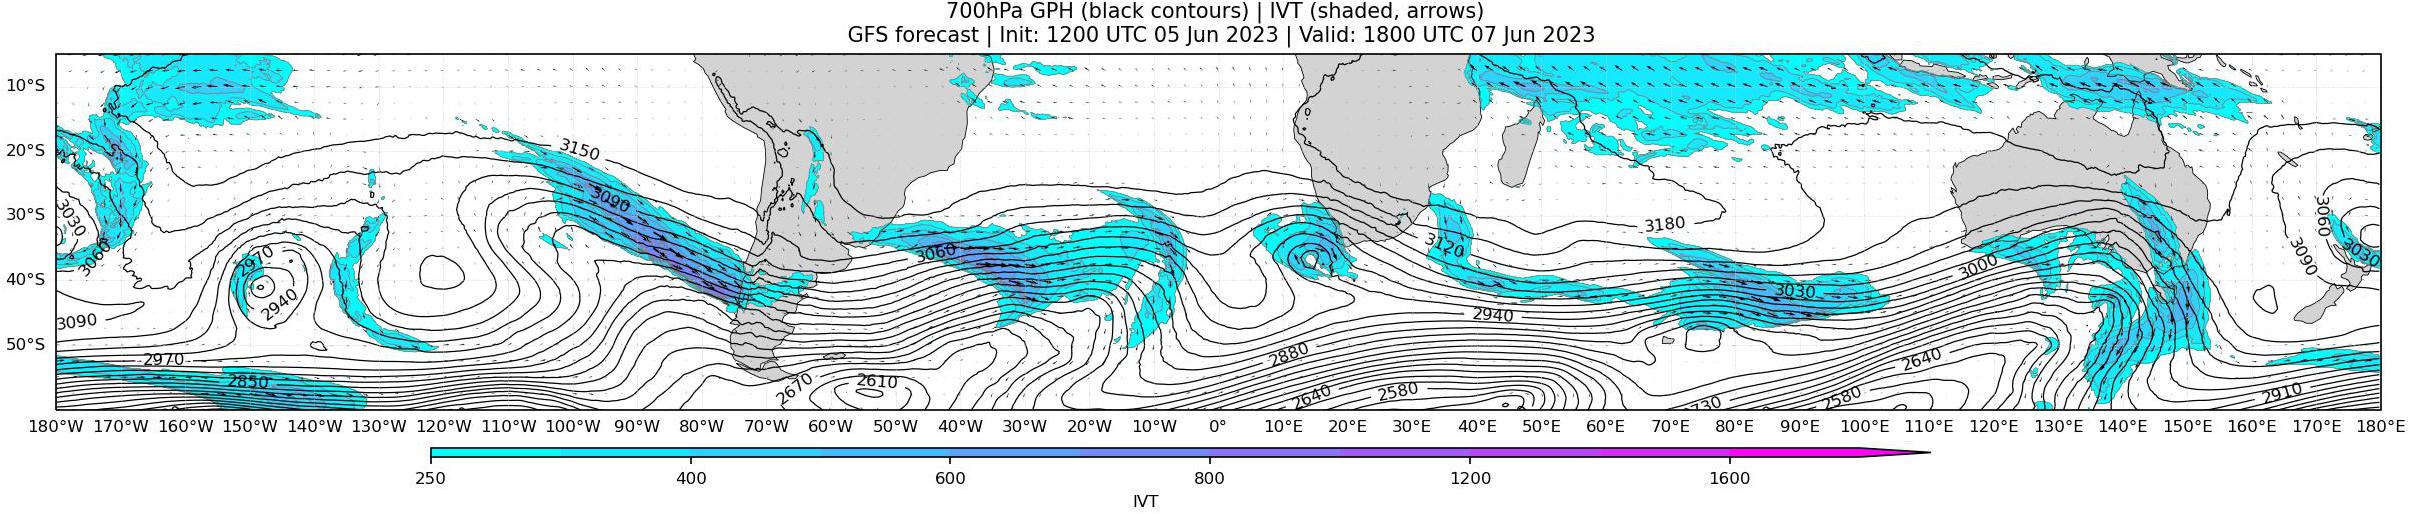 700hPa GPH (black contours) | IVT (shaded, arrows)
GFS forecast | Init: 1200 UTC 05 Jun 2023 | Valid: 1800 UTC 07 Jun 2023
10°S
20°S
30°S
40°S
50°S
3150
3090
3030
3060
2970
2940
3090
2970
2850
3060
2670
2610
3120
3180
2940
2880
2640
2580
3030
3000
2640
2580
2730
3060
3090
3030
2910
180°W 170°W 160°W 150°W 140°W 130°W 120°W 110°W 100°W 90°W 80°W 70°W 60°W 50°W 40°W 30°W 20°W 10°W 0° 10°E 20°E 30°E 40°E 50°E 60°E 70°E 80°E 90°E 100°E 110°E 120°E 130°E 140°E 150°E 160°E 170°E 180°E
250 400 600 800 1200 1600
IVT